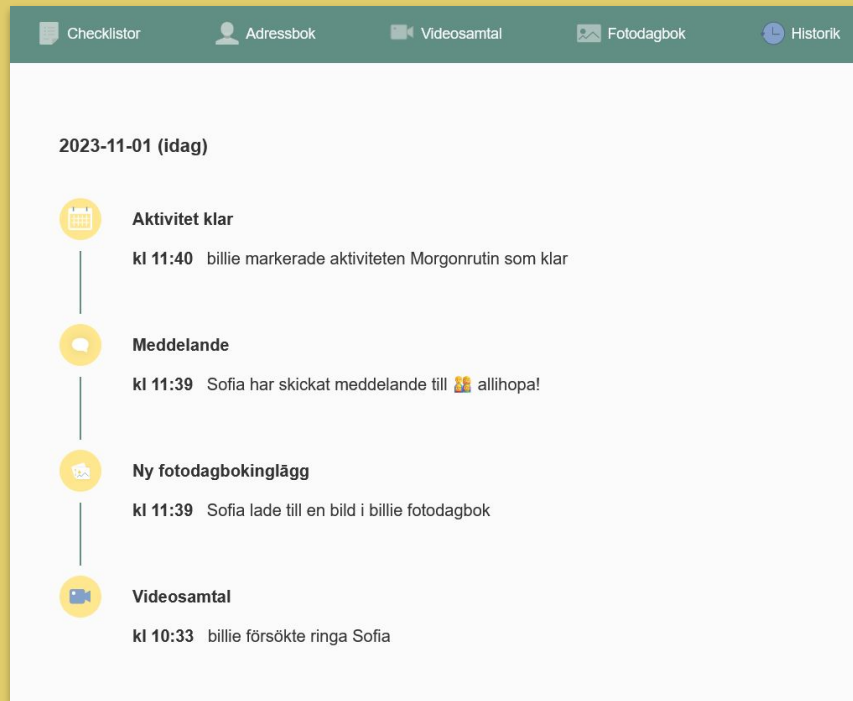 Checklistor Adressbok Videosamtal Fotodagbok Historik
2023-11-01 (idag)
Aktivitet klar
kl 11:40 billie markerade aktiviteten Morgonrutin som klar
Meddelande
kl 11:39 Sofia har skickat meddelande till 👫 allihopa!
Ny fotodagbokinglägg
kl 11:39 Sofia lade till en bild i billie fotodagbok
Videosamtal
kl 10:33 billie försökte ringa Sofia